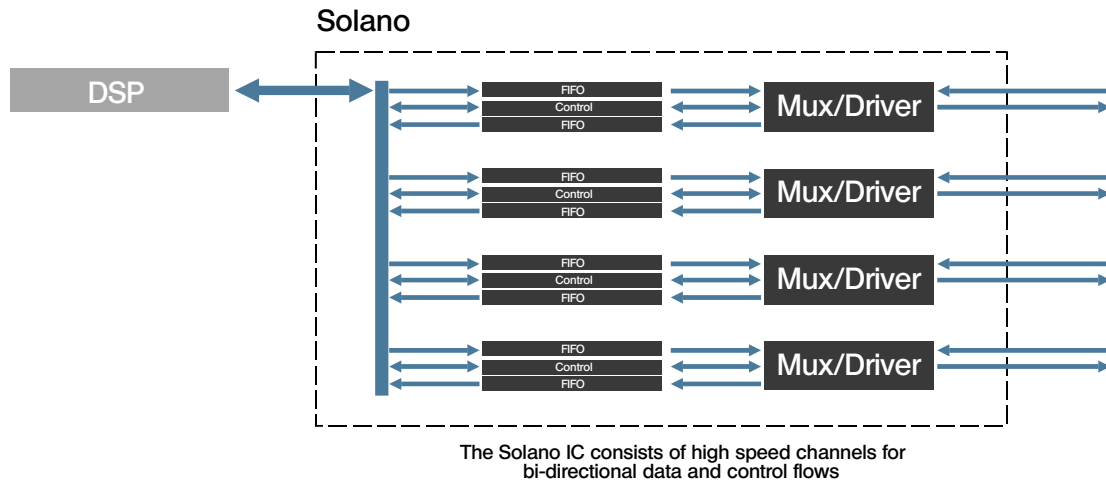 Solano
DSP
FIFO
Control
FIFO
Mux/Driver
FIFO
Control
FIFO
Mux/Driver
FIFO
Control
FIFO
Mux/Driver
FIFO
Control
FIFO
Mux/Driver
The Solano IC consists of high speed channels for
bi-directional data and control flows